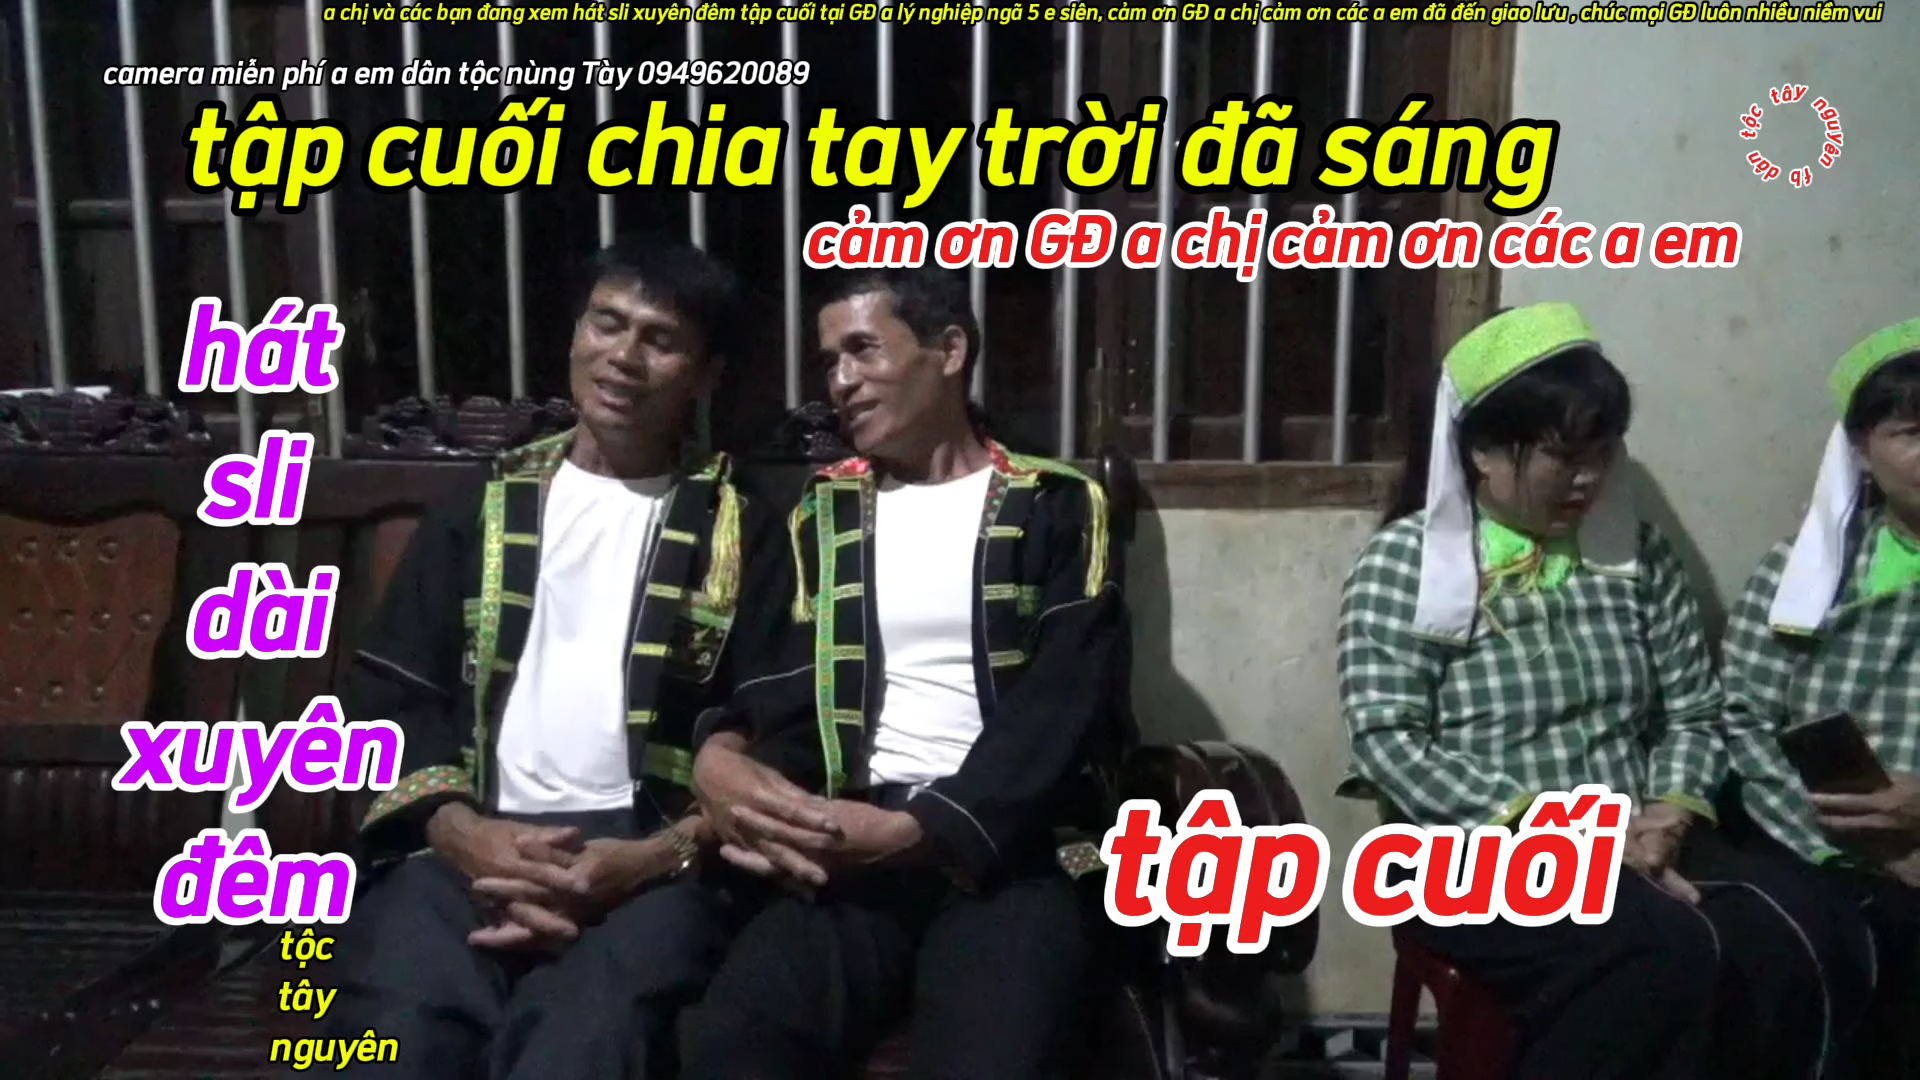 a chị và các bạn đang xem hát sli xuyên đêm tập cuối tại GĐ a lý nghiệp ngã 5 e siên, cảm ơn GĐ a chị cảm ơn các a em đã đến giao lưu , chúc mọi GĐ luôn nhiều niềm vui
camera miễn phí a em dân tộc nùng Tày 0949620089
tập cuối chia tay trời đã sáng
fb dân tộc tây nguyên
cảm ơn GĐ a chị cảm ơn các a em
hát
sli
dài
xuyên
đêm
tập cuối
tộc
tây
nguyên